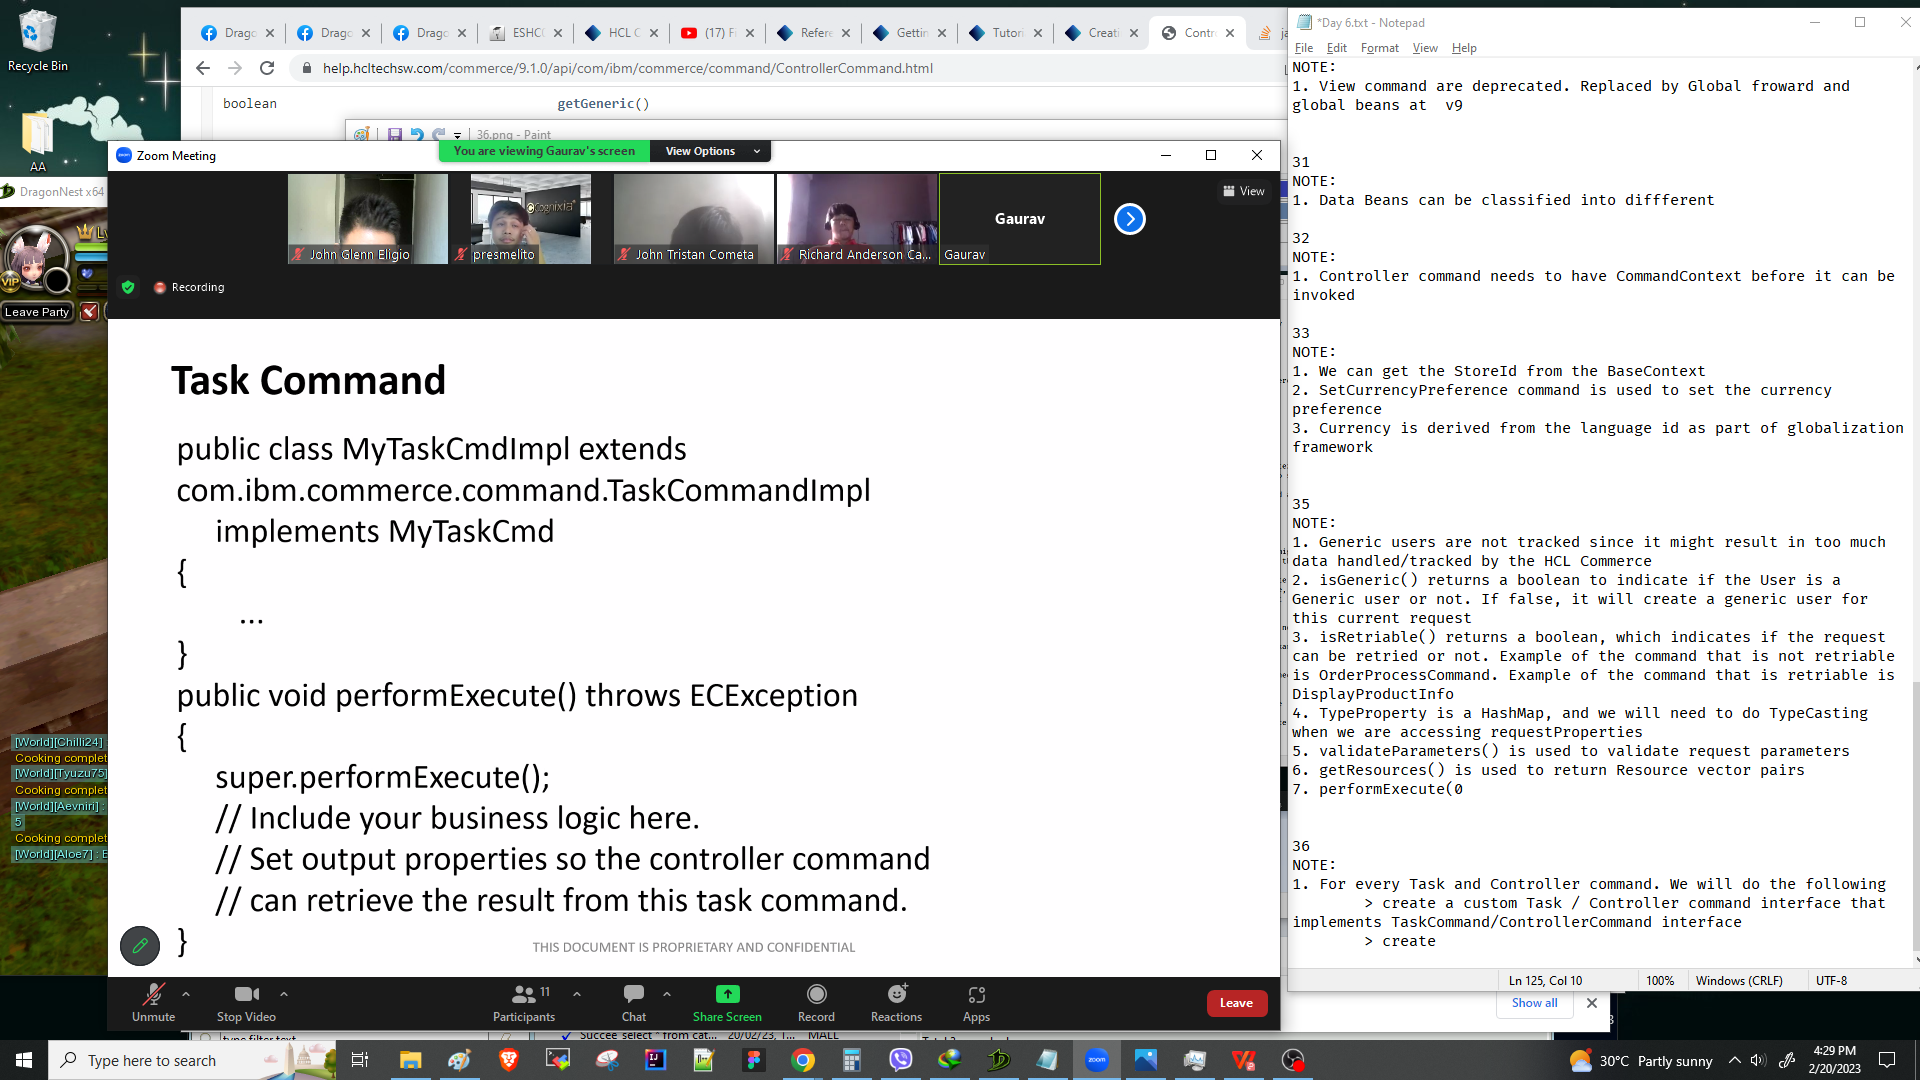 Recycle Bin
AA
DragonNest x64
VIP
Leave Party
[World][Chilli24]
Cooking complet
[World][Tyuzu75]
Cooking complet
[World][Aevniri] :
5
Cooking complet
[World][Aloe7] : E
Drago
Drago
Drago
ESHC
HCL C
(17) Fi
Refere
Gettin
Tutori
Creati
Contr
help.hcltechsw.com/commerce/9.1.0/api/com/ibm/commerce/command/ControllerCommand.html
boolean getGeneric()
36.png - Paint
Zoom Meeting
You are viewing Gaurav's screen
View Options
Cognixia
John Glenn Eligio
presmelito
John Tristan Cometa
Richard Anderson Ca...
Gaurav
Gaurav
View
Recording
Task Command
public class MyTaskCmdImpl extends
com.ibm.commerce.command.TaskCommandImpl
implements MyTaskCmd
{
...
}
public void performExecute() throws ECException
{
super.performExecute();
// Include your business logic here.
// Set output properties so the controller command
// can retrieve the result from this task command.
}
THIS DOCUMENT IS PROPRIETARY AND CONFIDENTIAL
Unmute
Stop Video
Participants
11
Chat
Share Screen
Record
Reactions
Apps
Leave
type filter text
Succee select * from cat... 20/02/23, 1... MALL
*Day 6.txt - Notepad
File Edit Format View Help
NOTE:
1. View command are deprecated. Replaced by Global froward and
global beans at  v9
31
NOTE:
1. Data Beans can be classified into diffferent
32
NOTE:
1. Controller command needs to have CommandContext before it can be
invoked
33
NOTE:
1. We can get the StoreId from the BaseContext
2. SetCurrencyPreference command is used to set the currency
preference
3. Currency is derived from the language id as part of globalization
framework
35
NOTE:
1. Generic users are not tracked since it might result in too much
data handled/tracked by the HCL Commerce
2. isGeneric() returns a boolean to indicate if the User is a
Generic user or not. If false, it will create a generic user for
this current request
3. isRetriable() returns a boolean, which indicates if the request
can be retried or not. Example of the command that is not retriable
is OrderProcessCommand. Example of the command that is retriable is
DisplayProductInfo
4. TypeProperty is a HashMap, and we will need to do TypeCasting
when we are accessing requestProperties
5. validateParameters() is used to validate request parameters
6. getResources() is used to return Resource vector pairs
7. performExecute(0
36
NOTE:
1. For every Task and Controller command. We will do the following
> create a custom Task / Controller command interface that
implements TaskCommand/ControllerCommand interface
> create
Ln 125, Col 10
100%
Windows (CRLF)
UTF-8
Show all
Type here to search
30°C Partly sunny
4:29 PM
2/20/2023